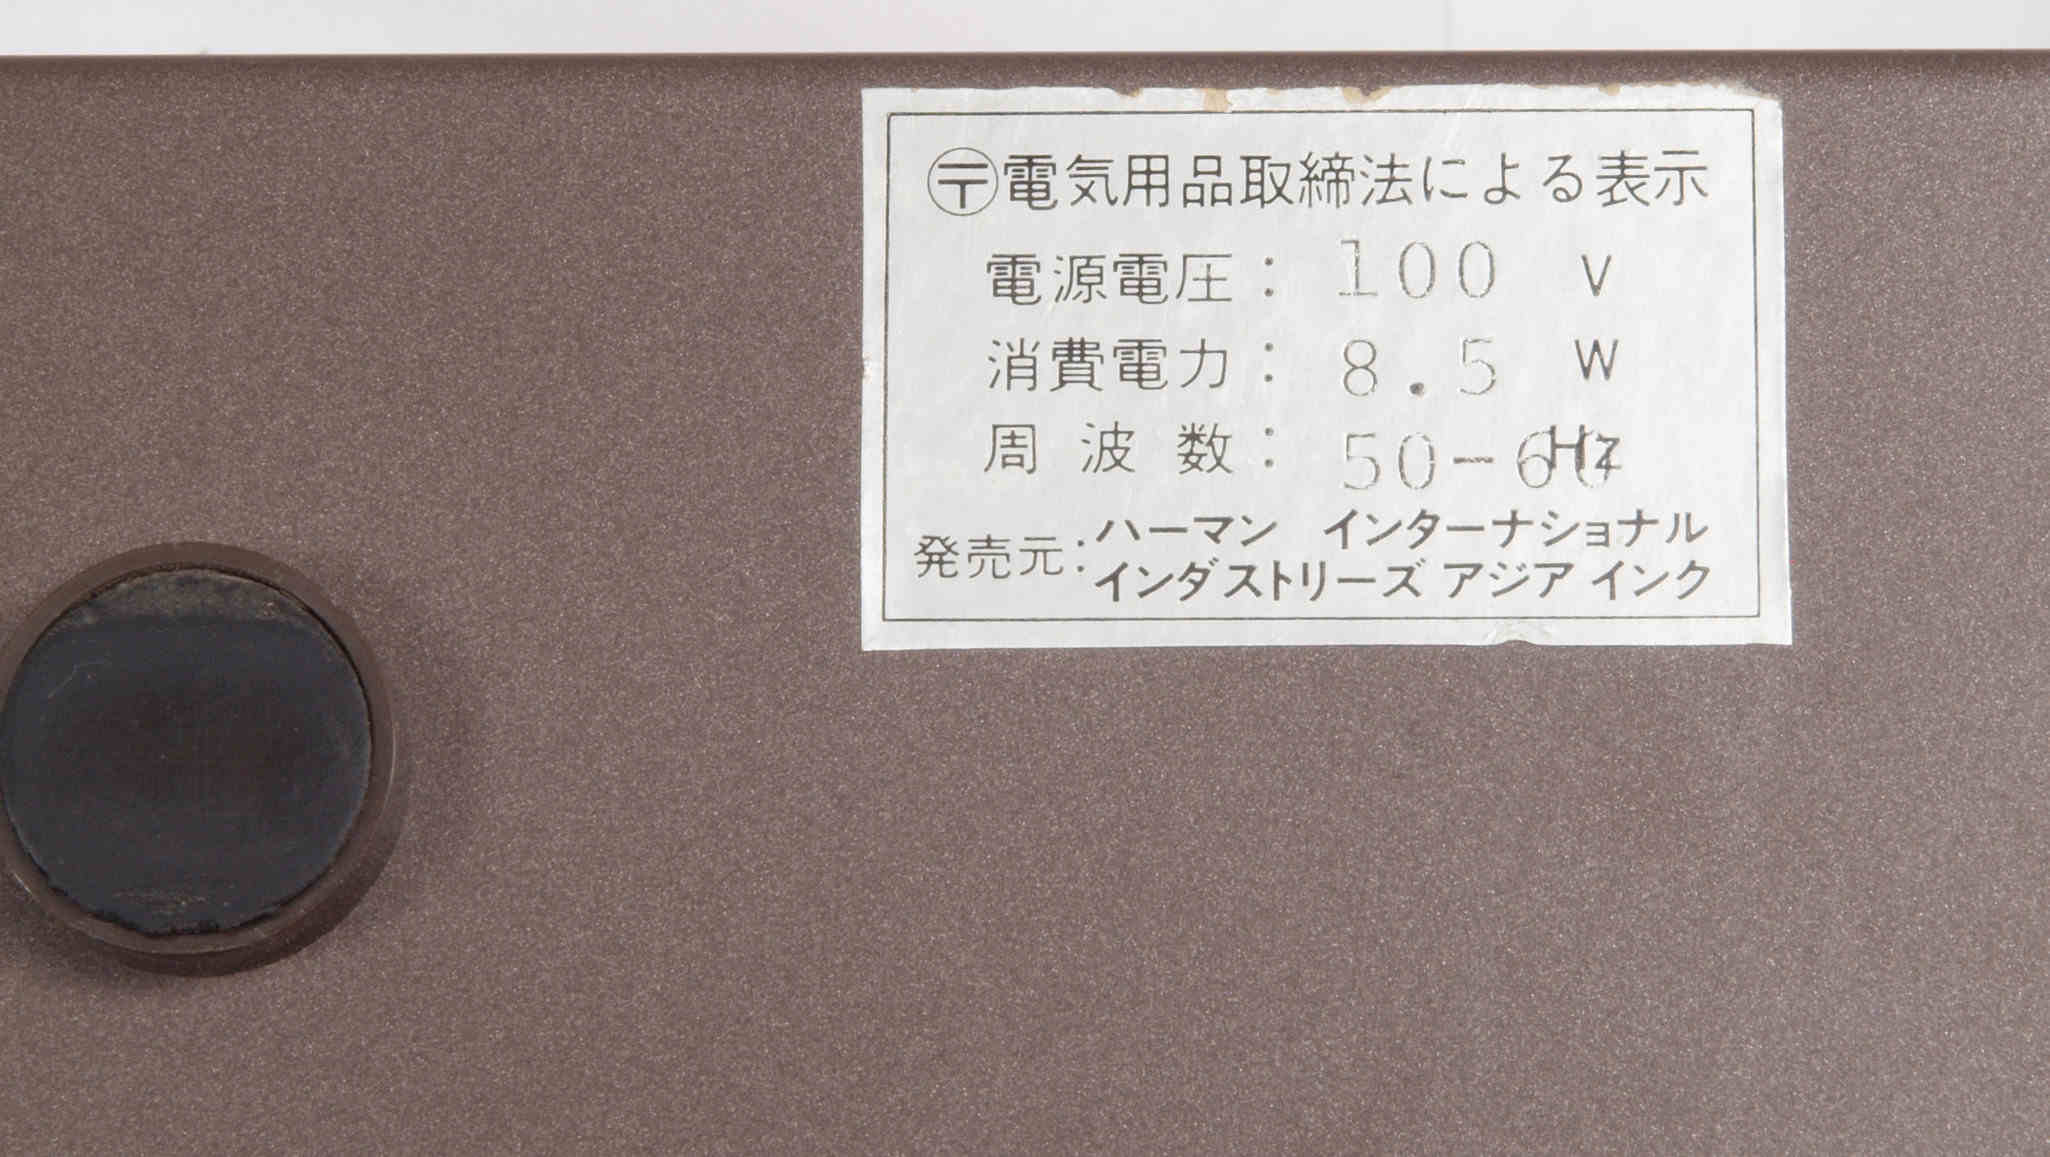 〒電気用品取締法による表示
電源電圧： 100 V
消費電力： 8.5 W
周波数： 50-60Hz
発売元：ハーマン インターナショナル
インダストリーズ アジア インク